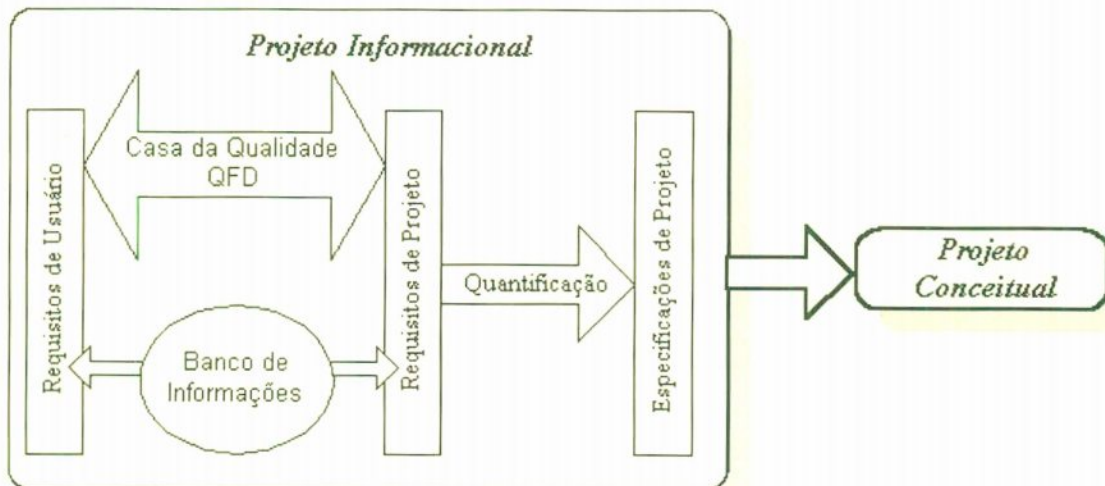 Projeto Informacional
Requisitos de Usuário
Casa da Qualidade
QFD
Banco de
Informações
Requisitos de Projeto
Quantificação
Especificações de Projeto
Projeto
Conceitual